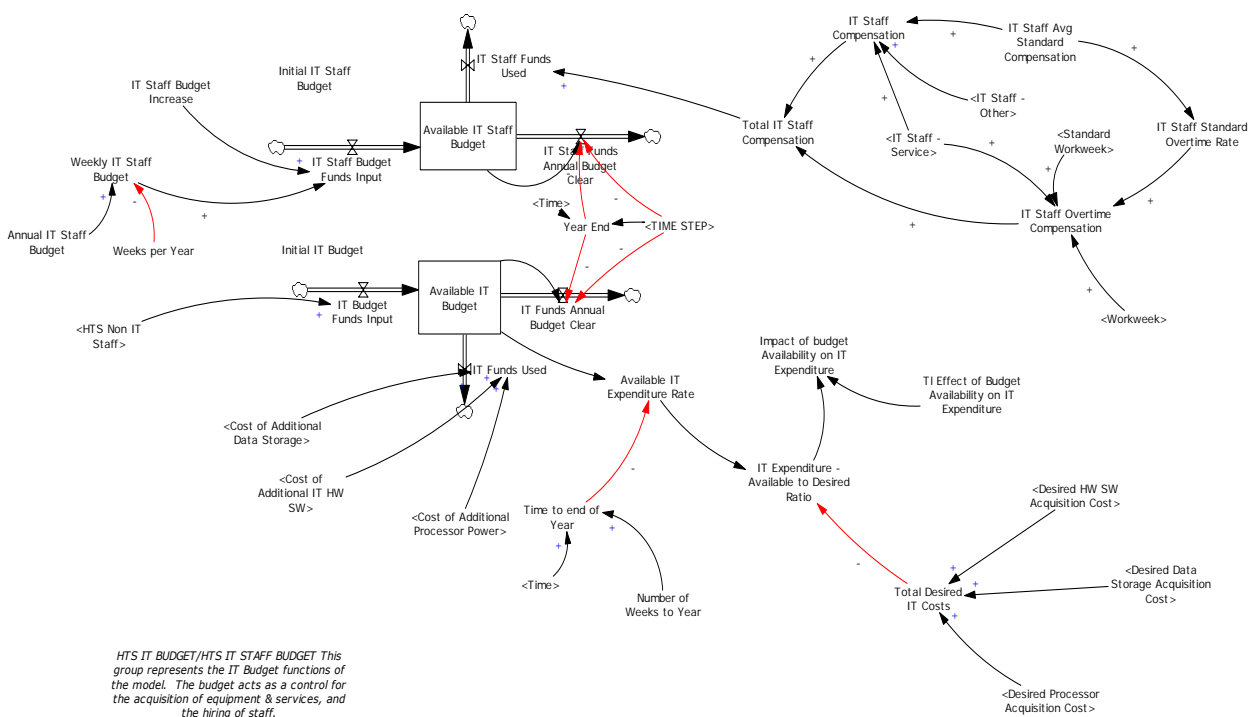 IT Staff Funds
Used
Initial IT Staff
Budget
IT Staff Budget
Increase
Available IT Staff
Budget
IT Staff Budget
Funds Input
IT Staff Funds
Annual Budget
Clear
Weekly IT Staff
Budget
Annual IT Staff
Budget
Weeks per Year
<Time>
Year End
<TIME STEP>
IT Staff
Compensation
IT Staff Avg
Standard
Compensation
<IT Staff -
Other>
Total IT Staff
Compensation
<IT Staff -
Service>
<Standard
Workweek>
IT Staff Standard
Overtime Rate
IT Staff Overtime
Compensation
<Workweek>
Initial IT Budget
Available IT
Budget
IT Budget
Funds Input
IT Funds Annual
Budget Clear
<HTS Non IT
Staff>
IT Funds Used
Available IT
Expenditure Rate
Impact of budget
Availability on IT
Expenditure
TI Effect of Budget
Availability on IT
Expenditure
<Cost of Additional
Data Storage>
<Cost of
Additional IT HW
SW>
<Cost of Additional
Processor Power>
IT Expenditure -
Available to Desired
Ratio
Time to end of
Year
<Time>
Number of
Weeks to Year
<Desired HW SW
Acquisition Cost>
<Desired Data
Storage Acquisition
Cost>
Total Desired
IT Costs
<Desired Processor
Acquisition Cost>
HTS IT BUDGET/HTS IT STAFF BUDGET This
group represents the IT Budget functions of
the model. The budget acts as a control for
the acquisition of equipment & services, and
the hiring of staff.